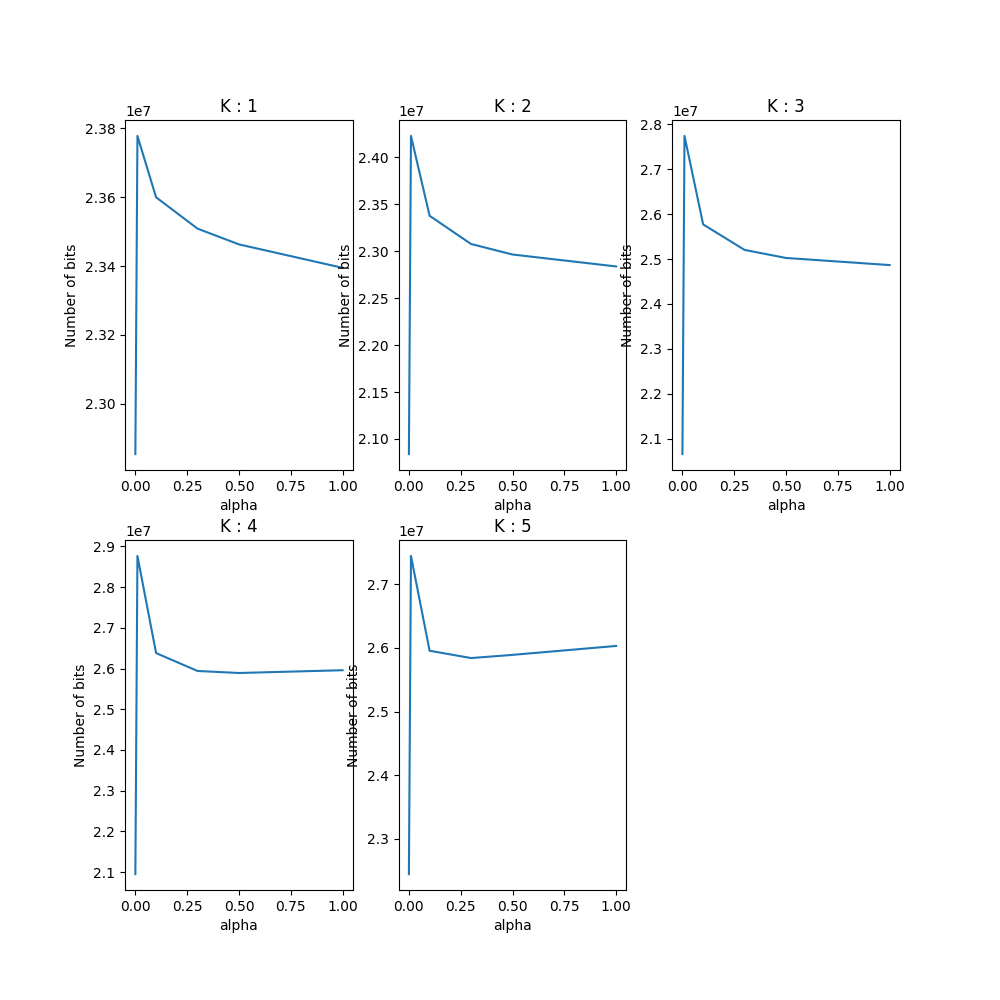 K : 1
1e7
2.38
2.36
2.34
2.32
2.30
Number of bits
0.00 0.25 0.50 0.75 1.00
alpha
K : 2
1e7
2.40
2.35
2.30
2.25
2.20
2.15
2.10
Number of bits
0.00 0.25 0.50 0.75 1.00
alpha
K : 3
1e7
2.8
2.7
2.6
2.5
2.4
2.3
2.2
2.1
Number of bits
0.00 0.25 0.50 0.75 1.00
alpha
K : 4
1e7
2.9
2.8
2.7
2.6
2.5
2.4
2.3
2.2
2.1
Number of bits
0.00 0.25 0.50 0.75 1.00
alpha
K : 5
1e7
2.7
2.6
2.5
2.4
2.3
Number of bits
0.00 0.25 0.50 0.75 1.00
alpha